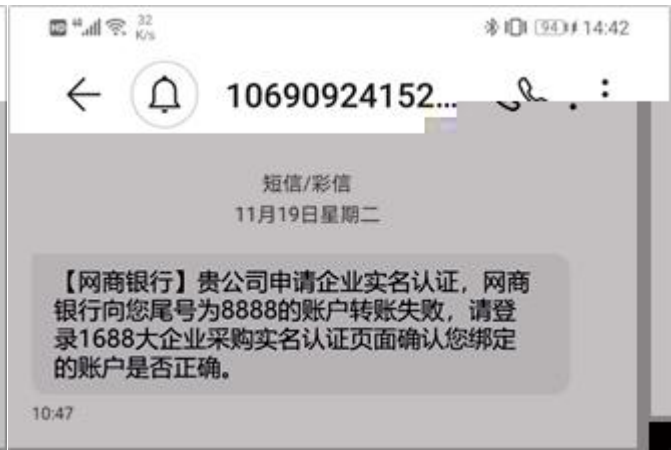 HD 4G 32 K/s 94 14:42
10690924152...
短信/彩信
11月19日星期二
【网商银行】贵公司申请企业实名认证，网商
银行向您尾号为8888的账户转账失败，请登
录1688大企业采购实名认证页面确认您绑定
的账户是否正确。
10:47